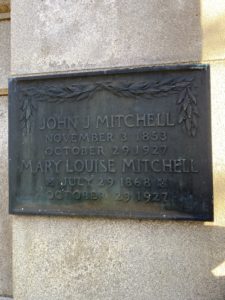 JOHN J MITCHELL
NOVEMBER 3 1853
OCTOBER 29 1927
MARY LOUISE MITCHELL
JULY 29 1868
OCTOBER 29 1927